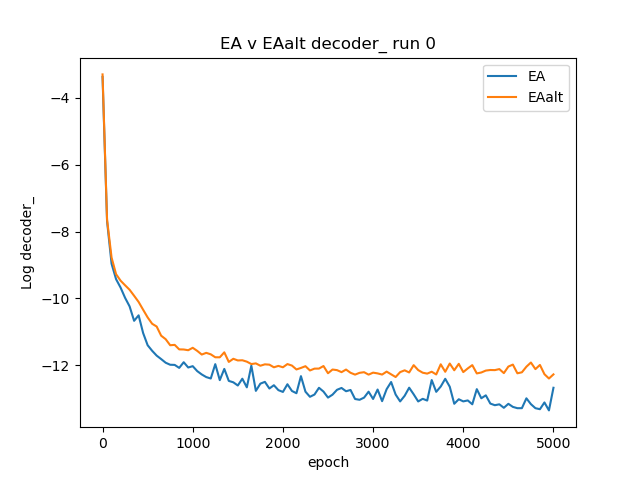 EA v EAalt decoder_ run 0
EA
EAalt
Log decoder_
−4
−6
−8
−10
−12
0
1000
2000
3000
4000
5000
epoch